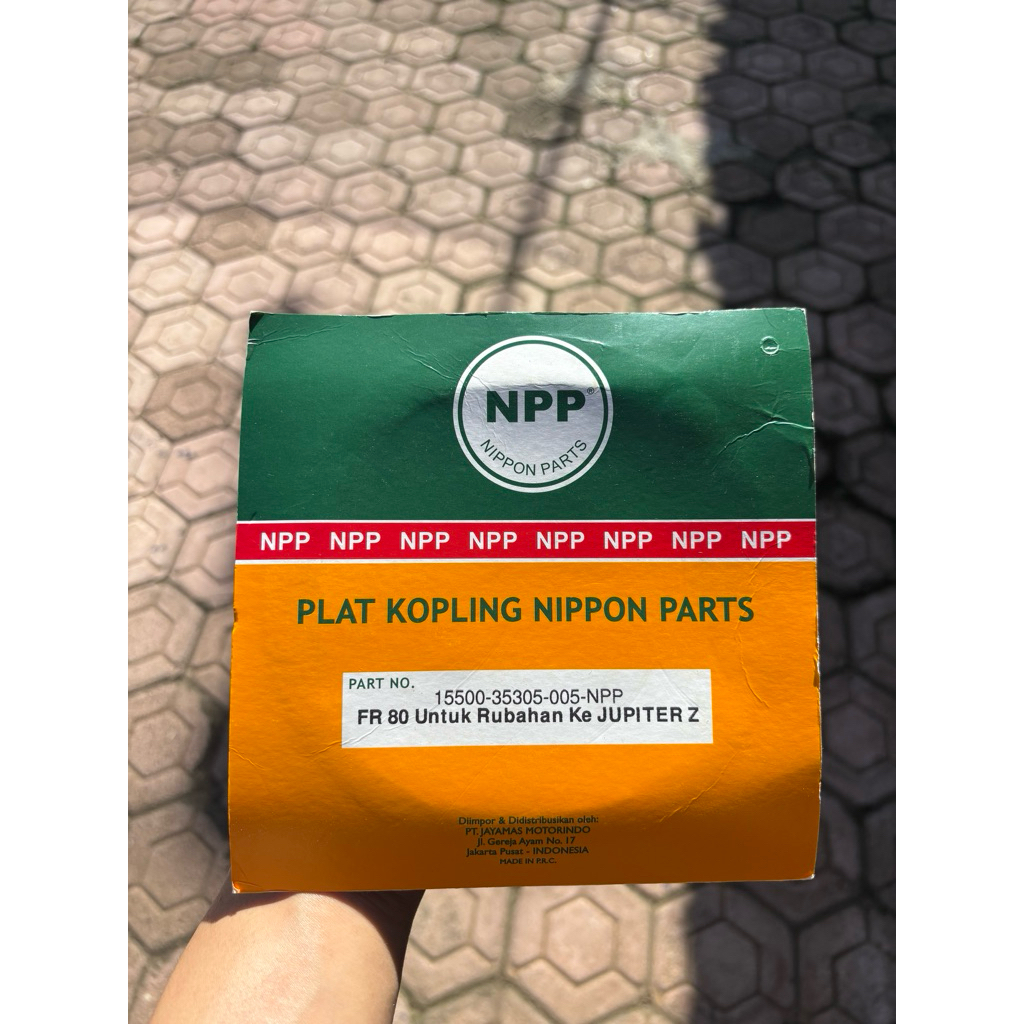 NPP®
NIPPON PARTS
NPP NPP NPP NPP NPP NPP NPP NPP
PLAT KOPLING NIPPON PARTS
PART NO.
15500-35305-005-NPP
FR 80 Untuk Rubahan Ke JUPITER Z
Diimpor & Didistribusikan oleh:
PT. JAYAMAS MOTORINDO
Jl. Gereja Ayam No. 17
Jakarta Pusat - INDONESIA
MADE IN P.R.C.